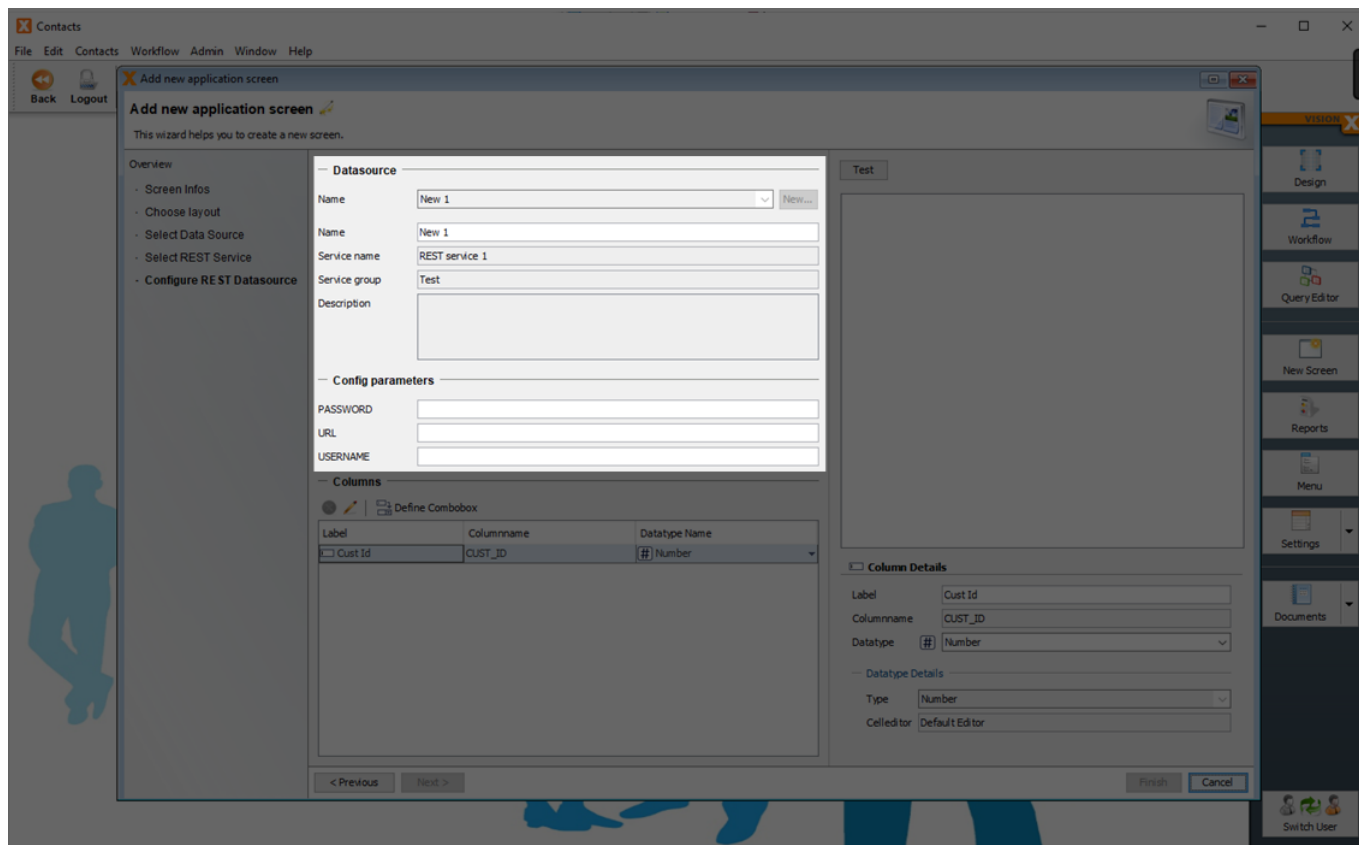 Contacts
File Edit Contacts Workflow Admin Window Help
Back Logout
Add new application screen
Add new application screen
This wizard helps you to create a new screen.
Overview
· Screen Infos
· Choose layout
· Select Data Source
· Select REST Service
· Configure REST Datasource
Datasource
Name New 1 New...
Name New 1
Service name REST service 1
Service group Test
Description
Config parameters
PASSWORD
URL
USERNAME
Columns
Define Combobox
Label Columnname Datatype Name
Cust Id CUST_ID # Number
Test
Column Details
Label Cust Id
Columnname CUST_ID
Datatype # Number
Datatype Details
Type Number
Celleditor Default Editor
< Previous Next > Finish Cancel
VISION X
Design
Workflow
Query Editor
New Screen
Reports
Menu
Settings
Documents
Switch User